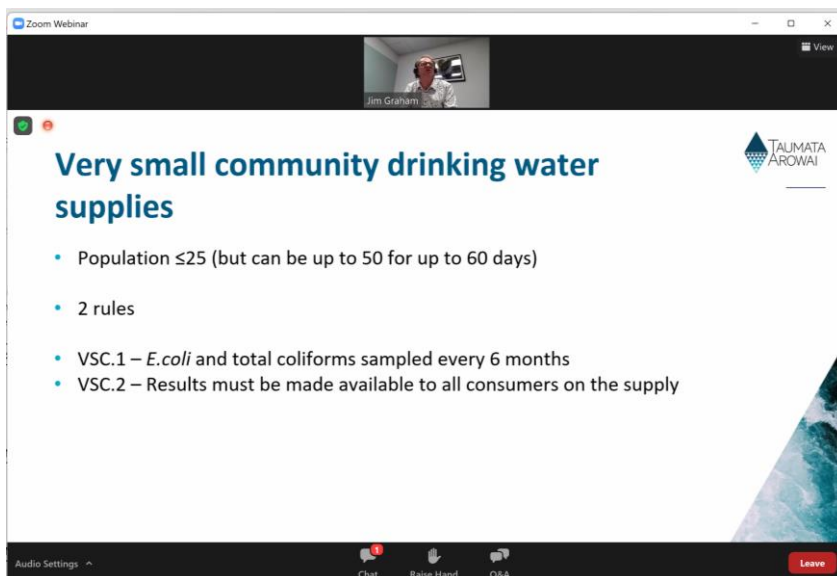 Zoom Webinar
View
Jim Graham
Very small community drinking water
supplies
TAUMATA
AROWAI
• Population ≤25 (but can be up to 50 for up to 60 days)
• 2 rules
• VSC.1 – E.coli and total coliforms sampled every 6 months
• VSC.2 – Results must be made available to all consumers on the supply
Audio Settings
1
Chat
Raise Hand
Q&A
Leave